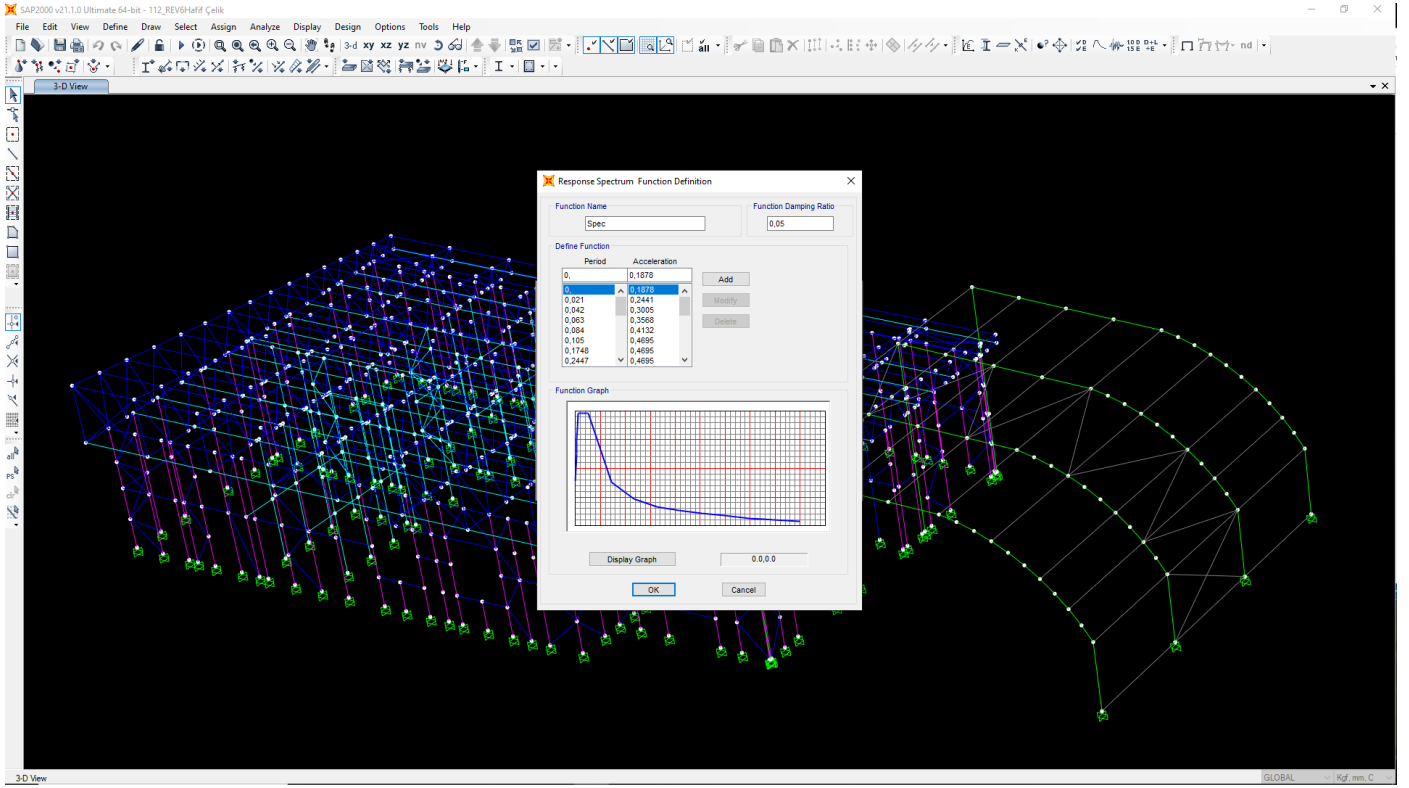 SAP2000 v21.1.0 Ultimate 64-bit - 112_REV6Hafif Çelik
File Edit View Define Draw Select Assign Analyze Display Design Options Tools Help
3-d xy xz yz nv
all
nd
3-D View
Response Spectrum Function Definition
Function Name
Function Damping Ratio
Spec
0,05
Define Function
Period Acceleration
0, 0,1878
Add
0, 0,1878
0,021 0,2441
Modify
0,042 0,3005
0,063 0,3568
Delete
0,084 0,4132
0,105 0,4695
0,1748 0,4695
0,2447 0,4695
Function Graph
Display Graph
0.0,0.0
OK
Cancel
all
PS
clr
3-D View
GLOBAL
Kgf, mm, C